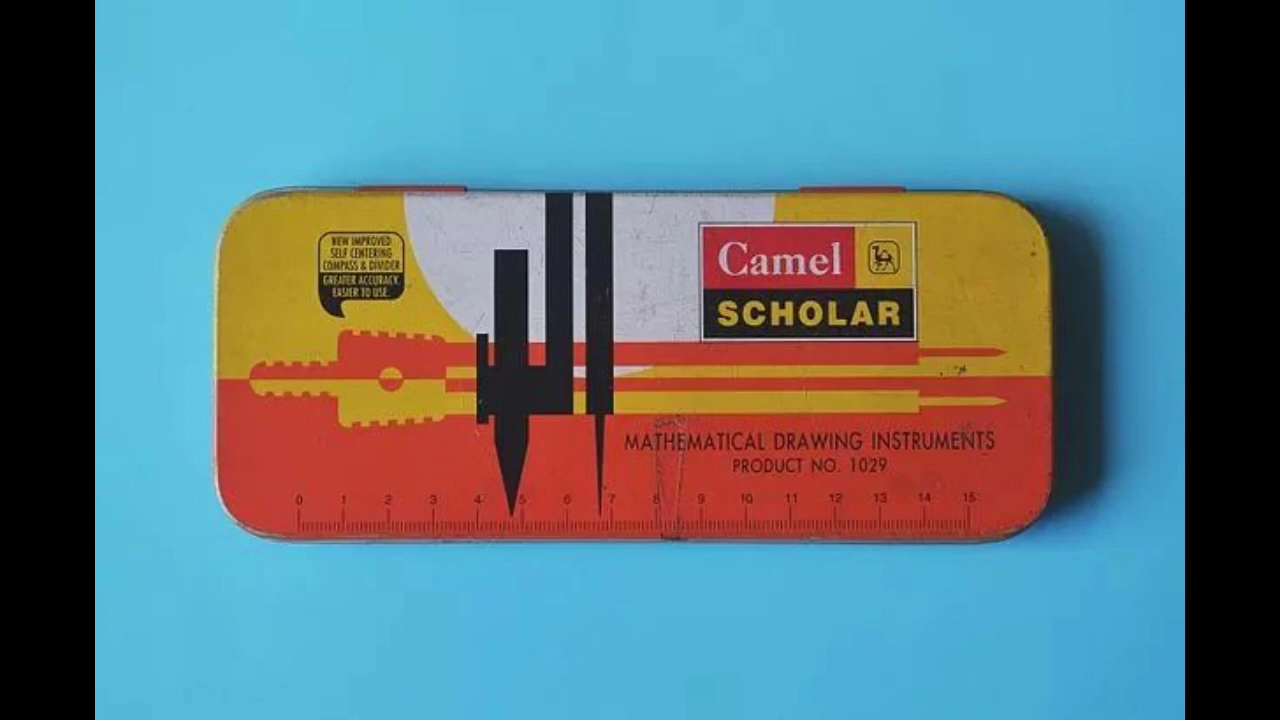 NEW IMPROVED
SELF CENTERING
COMPASS & DIVIDER
GREATER ACCURACY.
EASIER TO USE.
Camel
SCHOLAR
MATHEMATICAL DRAWING INSTRUMENTS
PRODUCT NO. 1029
0 1 2 3 4 5 6 7 8 9 10 11 12 13 14 15